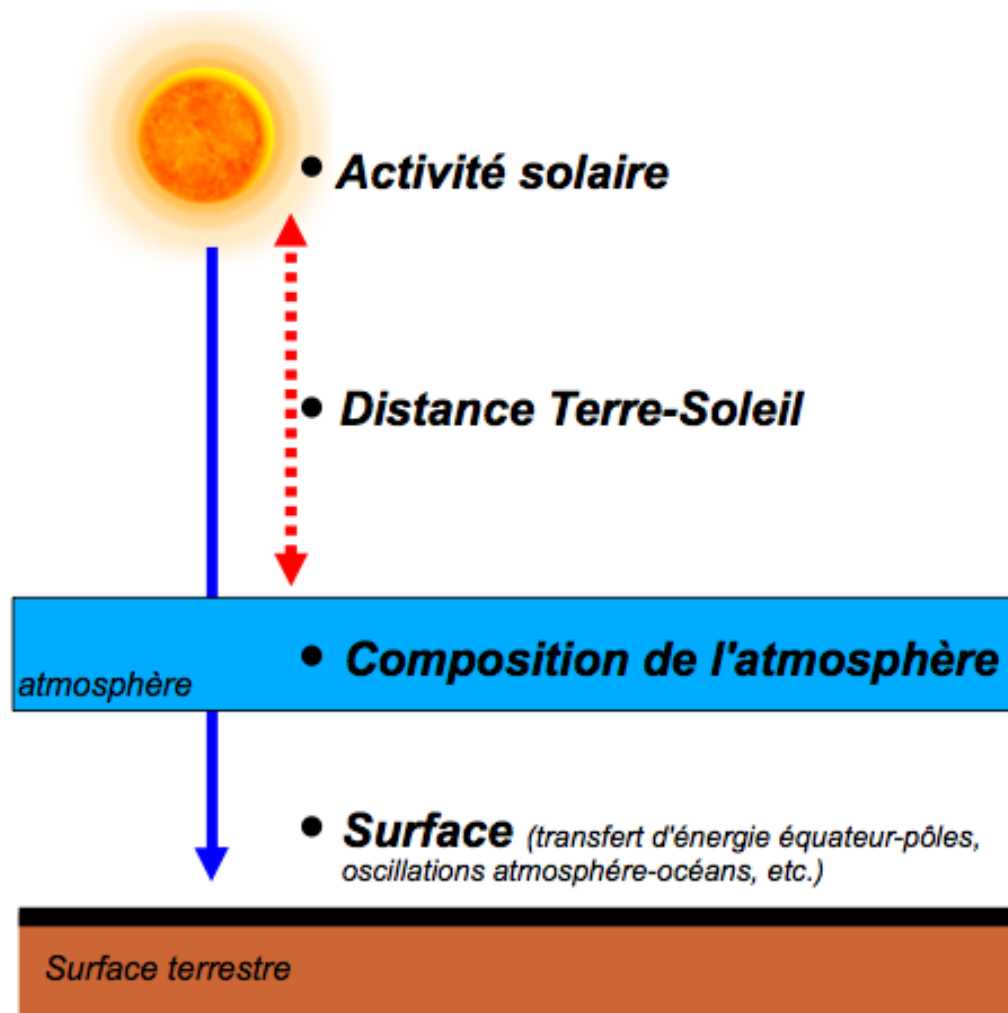 • Activité solaire
• Distance Terre-Soleil
• Composition de l'atmosphère
atmosphère
• Surface (transfert d'énergie équateur-pôles,
oscillations atmosphére-océans, etc.)
Surface terrestre